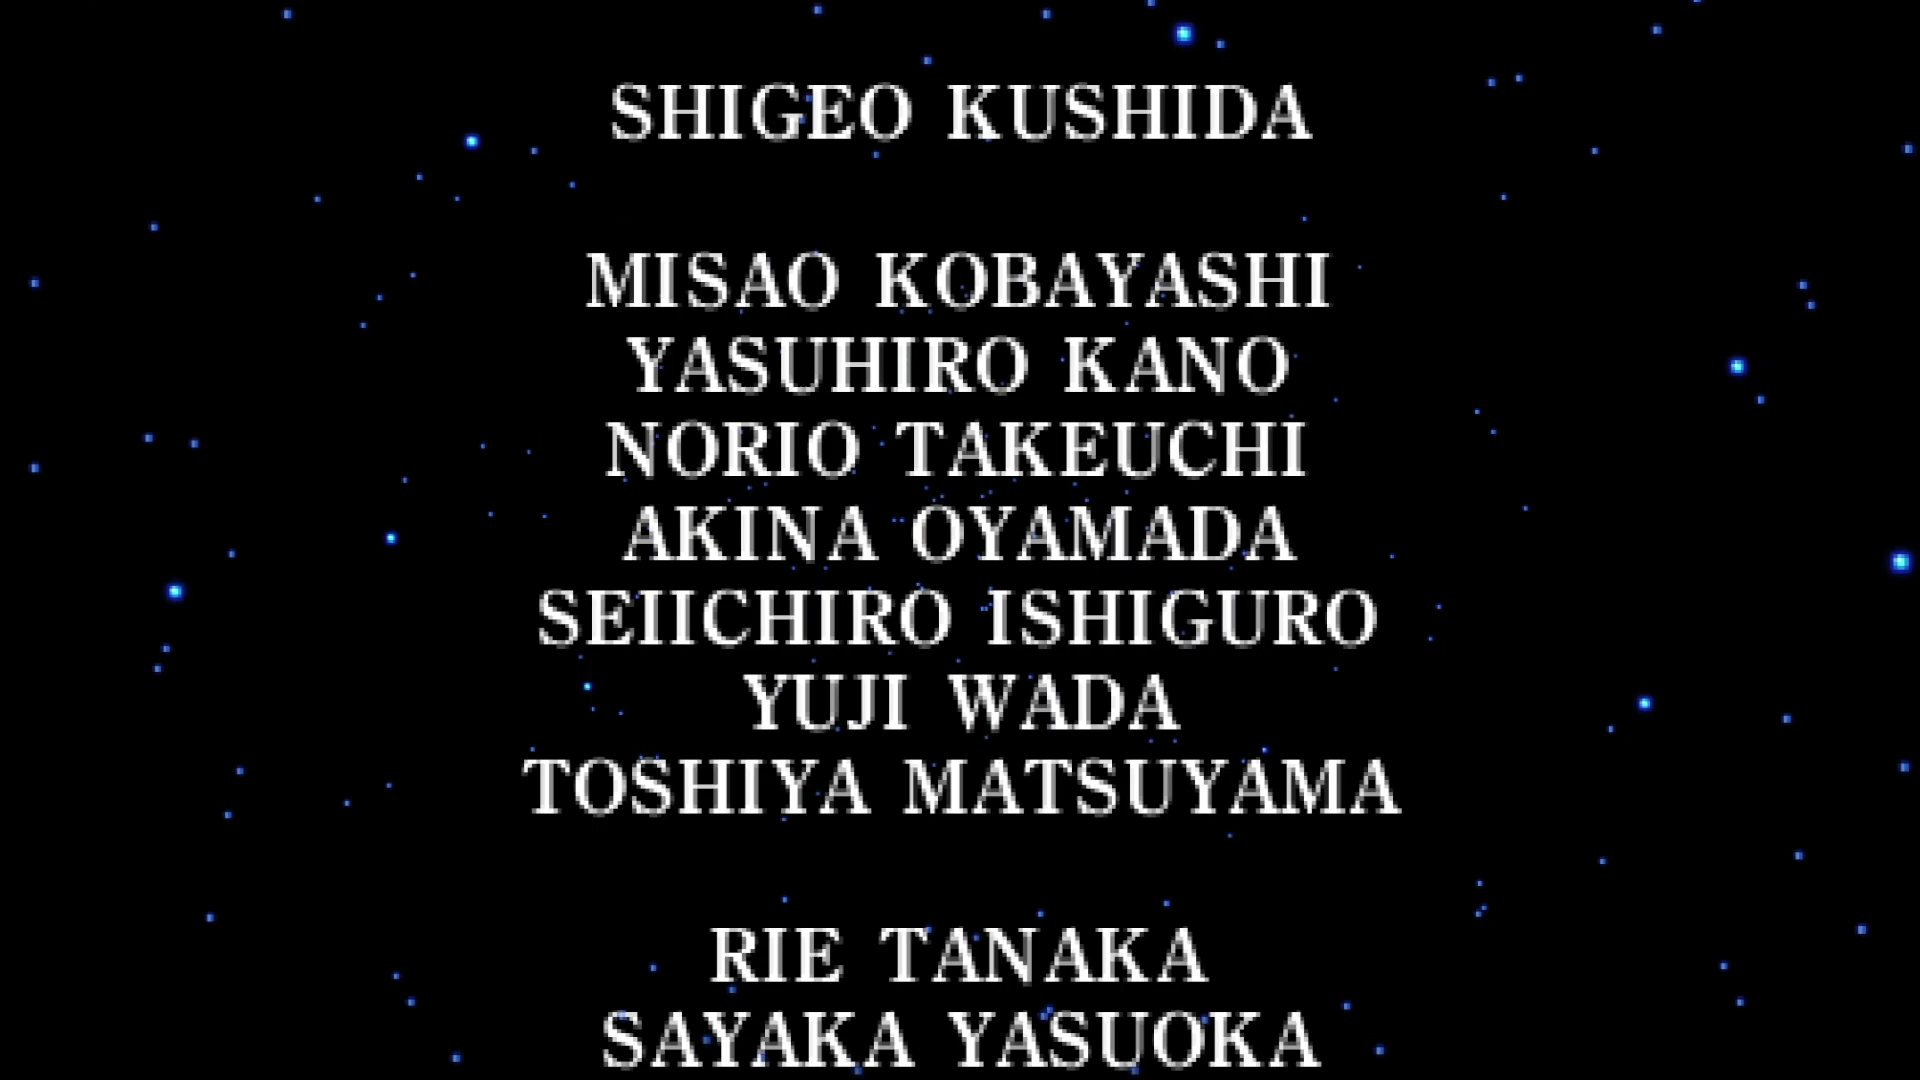 SHIGEO KUSHIDA
MISAO KOBAYASHI
YASUHIRO KANO
NORIO TAKEUCHI
AKINA OYAMADA
SEIICHIRO ISHIGURO
YUJI WADA
TOSHIYA MATSUYAMA
RIE TANAKA
SAYAKA YASUOKA